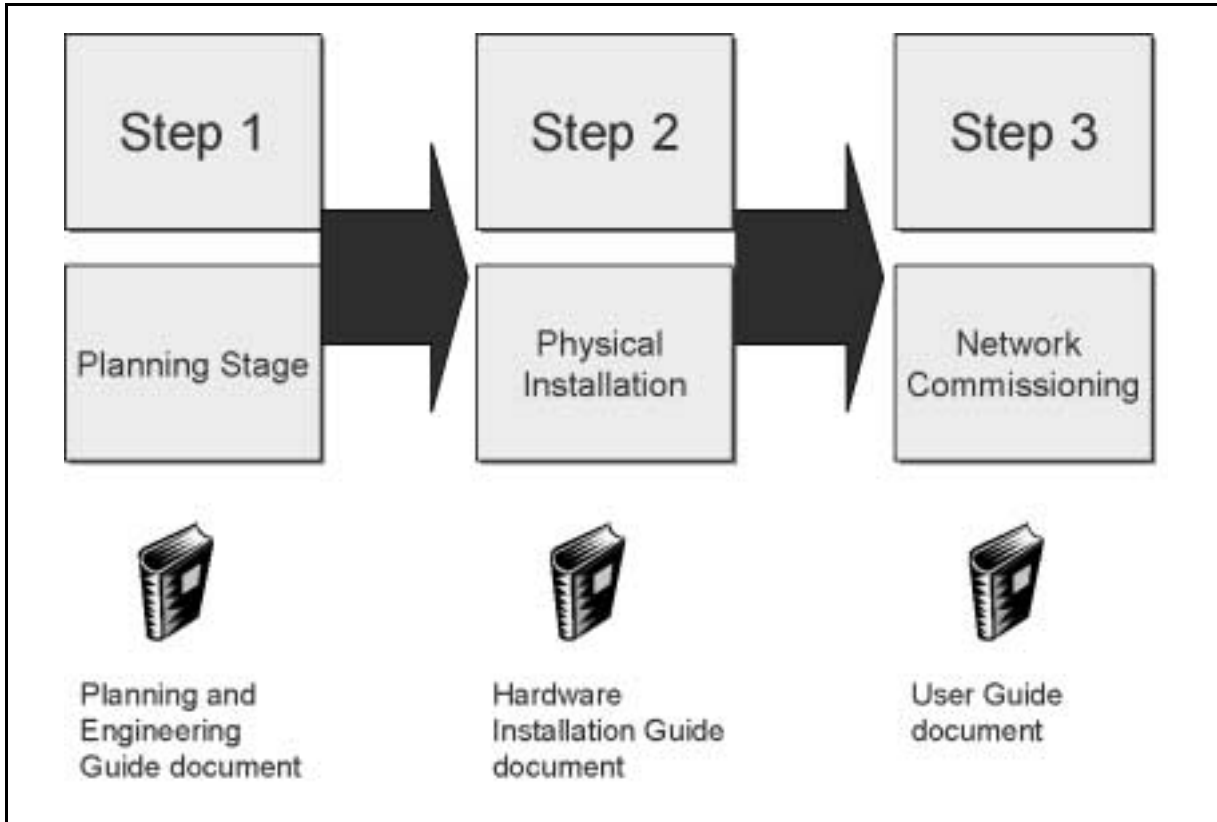 Step 1
Step 2
Step 3
Planning Stage
Physical
Installation
Network
Commissioning
Planning and
Engineering
Guide document
Hardware
Installation Guide
document
User Guide
document